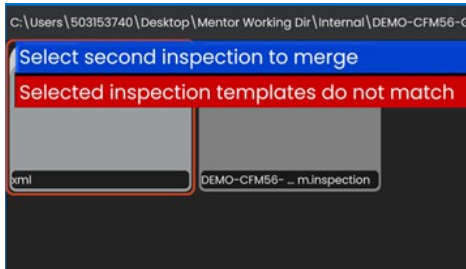 C:\Users\503153740\Desktop\Mentor Working Dir\Internal\DEMO-CFM56-
Select second inspection to merge
Selected inspection templates do not match
xml
DEMO-CFM56- ... m.inspection